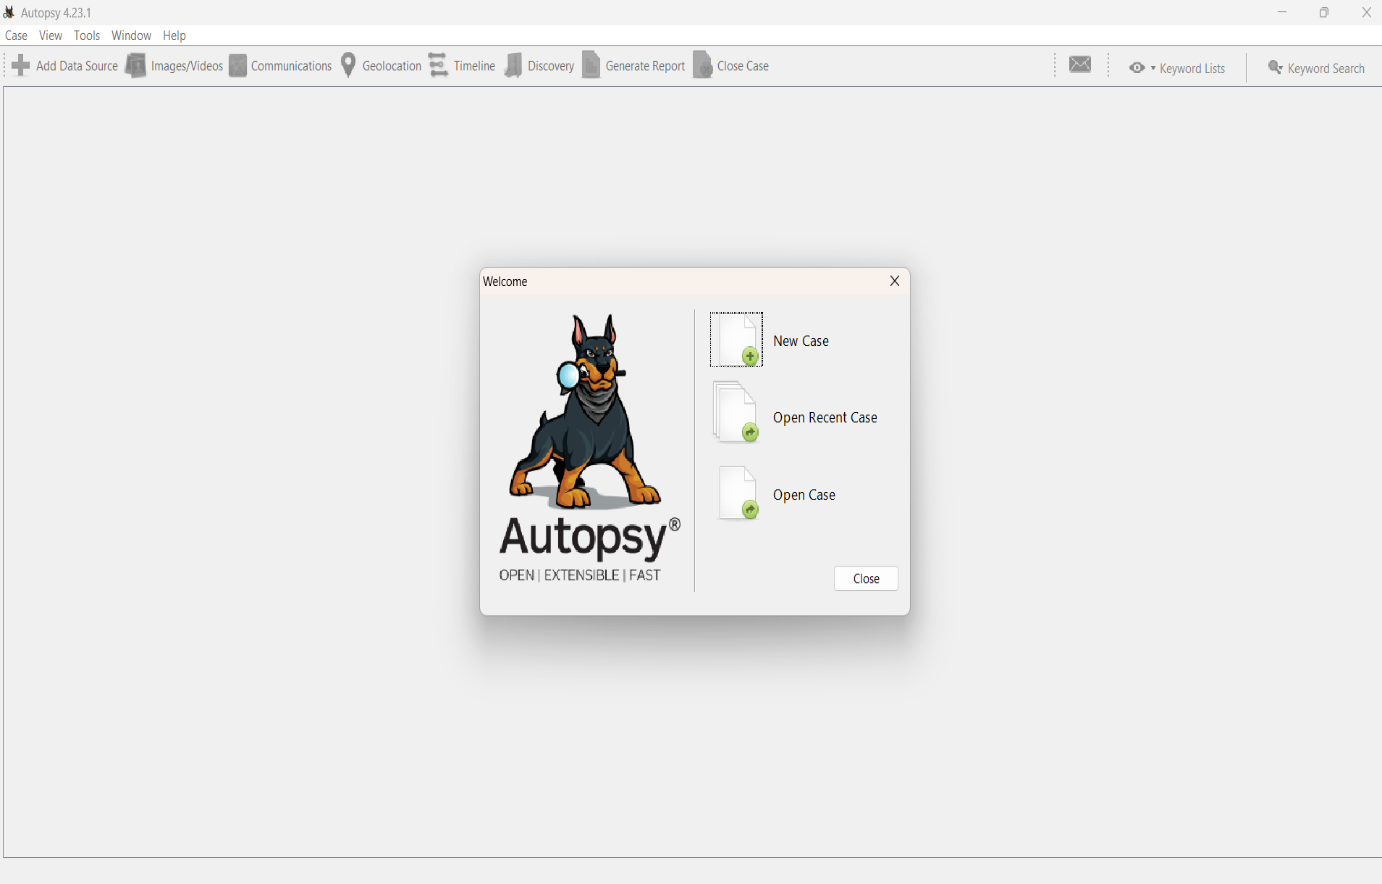 Autopsy 4.23.1
Case View Tools Window Help
Add Data Source Images/Videos Communications Geolocation Timeline Discovery Generate Report Close Case Keyword Lists Keyword Search
Welcome
New Case
Open Recent Case
Open Case
Autopsy®
OPEN | EXTENSIBLE | FAST
Close